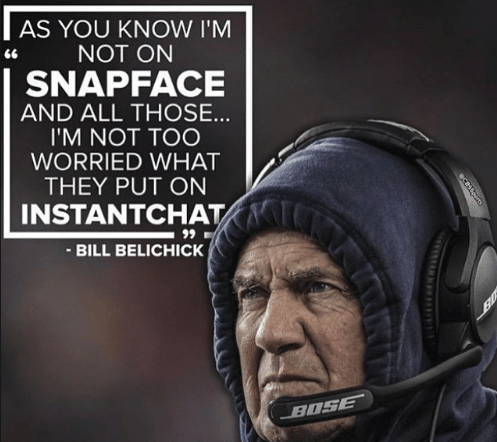 AS YOU KNOW I'M
“ NOT ON
SNAPFACE
AND ALL THOSE...
I'M NOT TOO
WORRIED WHAT
THEY PUT ON
INSTANTCHAT
”
- BILL BELICHICK
BOSE